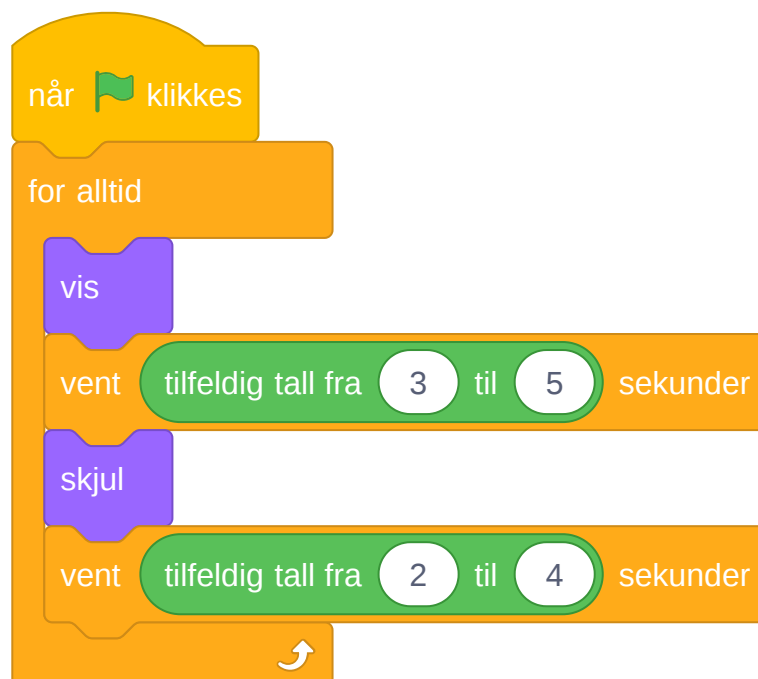 når klikkes
for alltid
vis
vent tilfeldig tall fra 3 til 5 sekunder
skjul
vent tilfeldig tall fra 2 til 4 sekunder